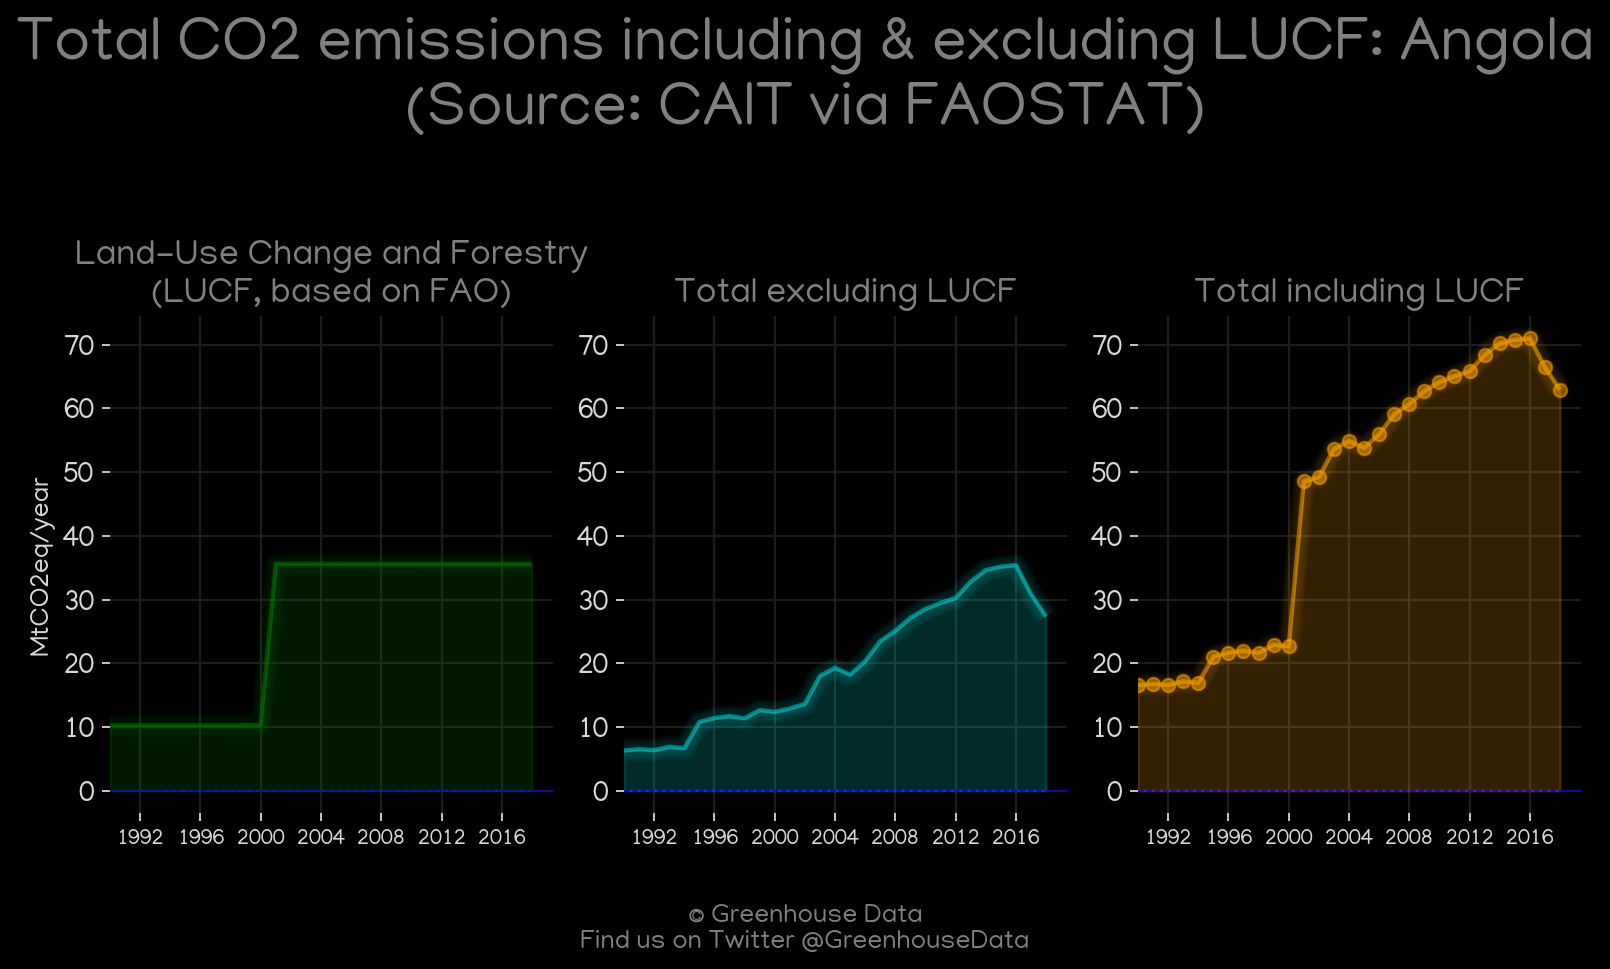 Total CO2 emissions including & excluding LUCF: Angola
(Source: CAIT via FAOSTAT)
Land-Use Change and Forestry
(LUCF, based on FAO)
MtCO2eq/year
70
60
50
40
30
20
10
0
1992 1996 2000 2004 2008 2012 2016
Total excluding LUCF
70
60
50
40
30
20
10
0
1992 1996 2000 2004 2008 2012 2016
Total including LUCF
70
60
50
40
30
20
10
0
1992 1996 2000 2004 2008 2012 2016
© Greenhouse Data
Find us on Twitter @GreenhouseData